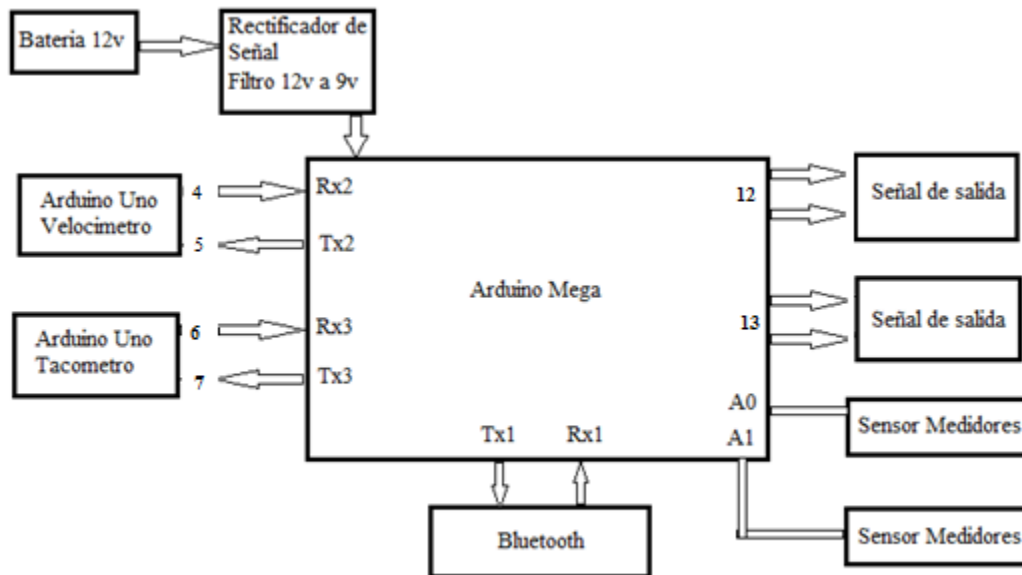 Bateria 12v
Rectificador de
Señal
Filtro 12v a 9v
Arduino Uno
Velocimetro
4
5
Rx2
Tx2
Arduino Uno
Tacometro
6
7
Rx3
Tx3
Arduino Mega
12
Señal de salida
13
Señal de salida
A0
Sensor Medidores
A1
Sensor Medidores
Tx1
Rx1
Bluetooth